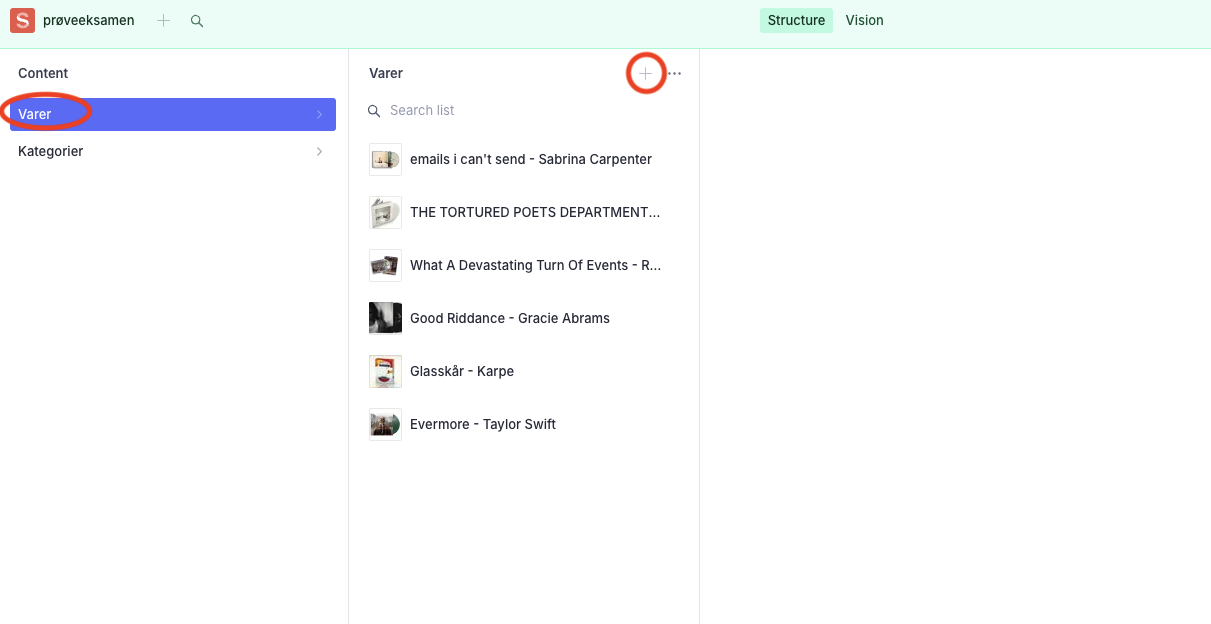 S prøveeksamen
Structure Vision
Content
Varer
Kategorier
Varer
Search list
emails i can't send - Sabrina Carpenter
THE TORTURED POETS DEPARTMENT...
What A Devastating Turn Of Events - R...
Good Riddance - Gracie Abrams
Glasskår - Karpe
Evermore - Taylor Swift